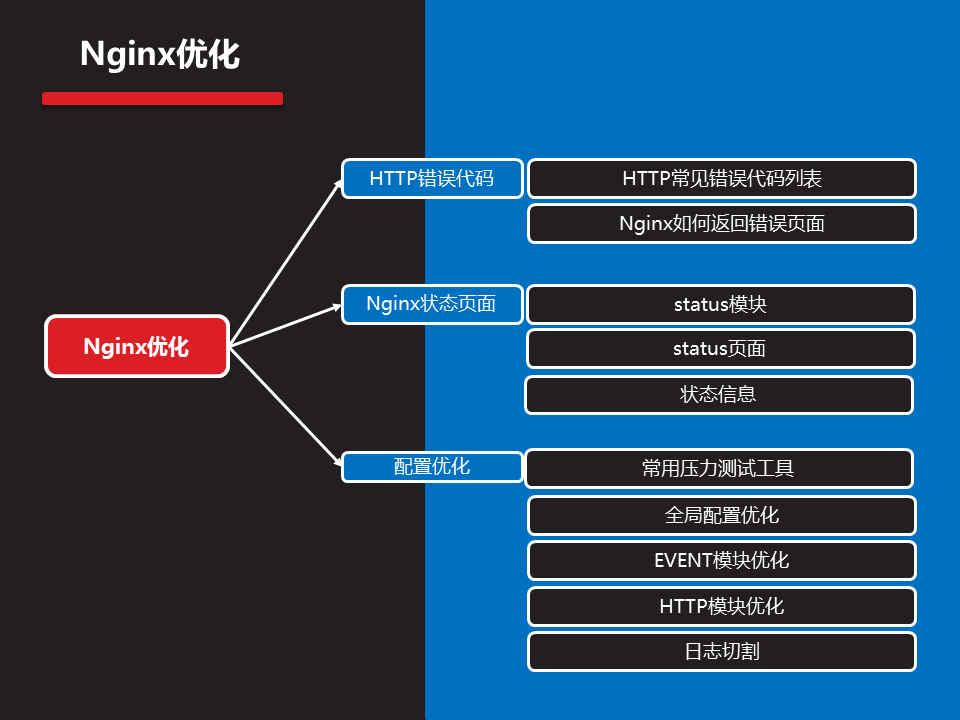 Nginx优化
HTTP错误代码
HTTP常见错误代码列表
Nginx如何返回错误页面
Nginx状态页面
status模块
status页面
状态信息
Nginx优化
配置优化
常用压力测试工具
全局配置优化
EVENT模块优化
HTTP模块优化
日志切割